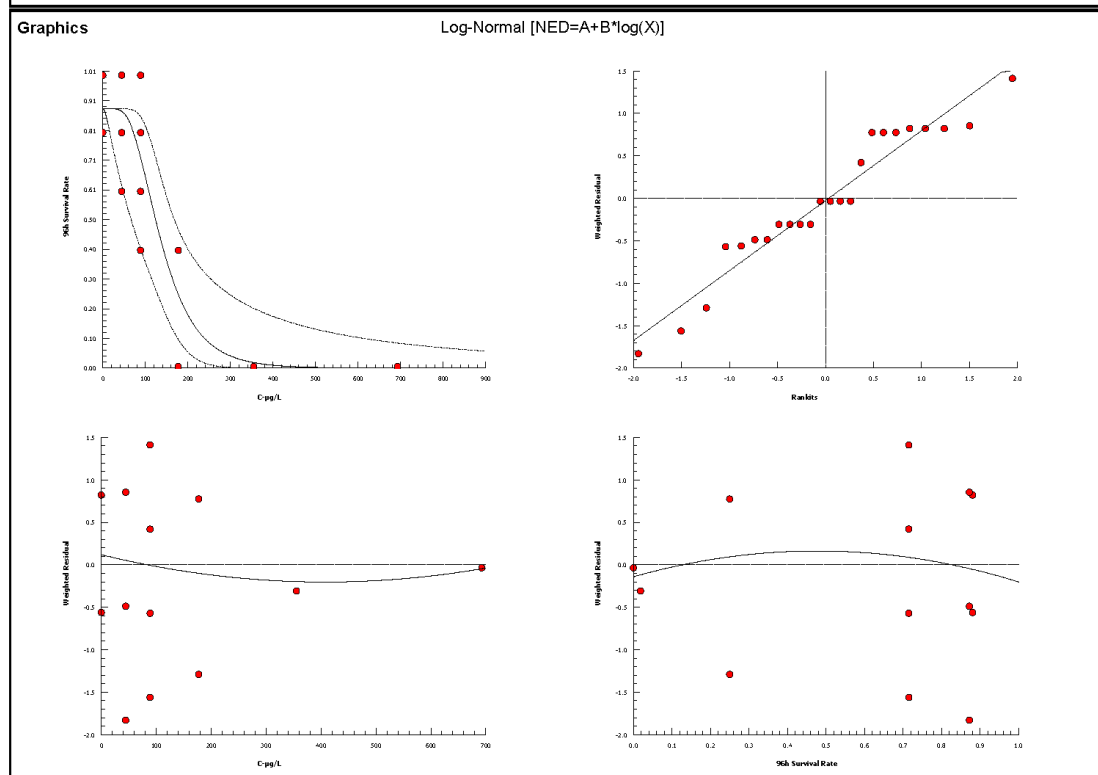 Graphics
Log-Normal [NED=A+B*log(X)]
1.01
0.91
0.81
0.71
0.61
0.50
0.40
0.30
0.20
0.10
0.00
96h Survival Rate
0 100 200 300 400 500 600 700 800 900
C-µg/L
1.5
1.0
0.5
0.0
-0.5
-1.0
-1.5
-2.0
Weighted Residual
-2.0 -1.5 -1.0 -0.5 0.0 0.5 1.0 1.5 2.0
Rankits
1.5
1.0
0.5
0.0
-0.5
-1.0
-1.5
-2.0
Weighted Residual
0 100 200 300 400 500 600 700
C-µg/L
1.5
1.0
0.5
0.0
-0.5
-1.0
-1.5
-2.0
Weighted Residual
0.0 0.1 0.2 0.3 0.4 0.5 0.6 0.7 0.8 0.9 1.0
96h Survival Rate